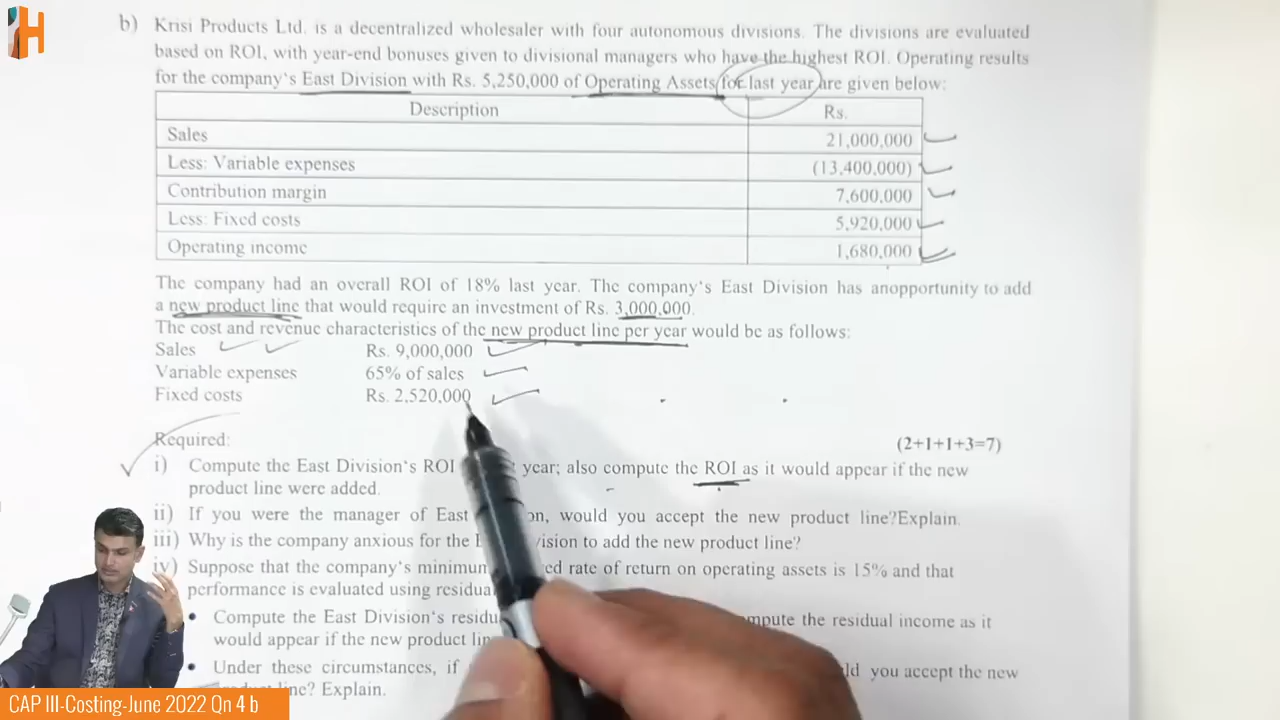 H
b) Krisi Products Ltd. is a decentralized wholesaler with four autonomous divisions. The divisions are evaluated
based on ROI, with year-end bonuses given to divisional managers who have the highest ROI. Operating results
for the company's East Division with Rs. 5,250,000 of Operating Assets for last year are given below:
Description Rs.
Sales 21,000,000
Less: Variable expenses (13,400,000)
Contribution margin 7,600,000
Less: Fixed costs 5,920,000
Operating income 1,680,000
The company had an overall ROI of 18% last year. The company's East Division has anopportunity to add
a new product line that would require an investment of Rs. 3,000,000.
The cost and revenue characteristics of the new product line per year would be as follows:
Sales Rs. 9,000,000
Variable expenses 65% of sales
Fixed costs Rs. 2,520,000
Required: (2+1+1+3=7)
i) Compute the East Division's ROI year; also compute the ROI as it would appear if the new
product line were added.
ii) If you were the manager of East would you accept the new product line?Explain.
iii) Why is the company anxious for the to add the new product line?
iv) Suppose that the company's rate of return on operating assets is 15% and that
performance is evaluated using
• Compute the East Division's the residual income as it
would appear if the new product
• Under these circumstances, if you accept the new
line? Explain.
CAP III-Costing-June 2022 Qn 4 b